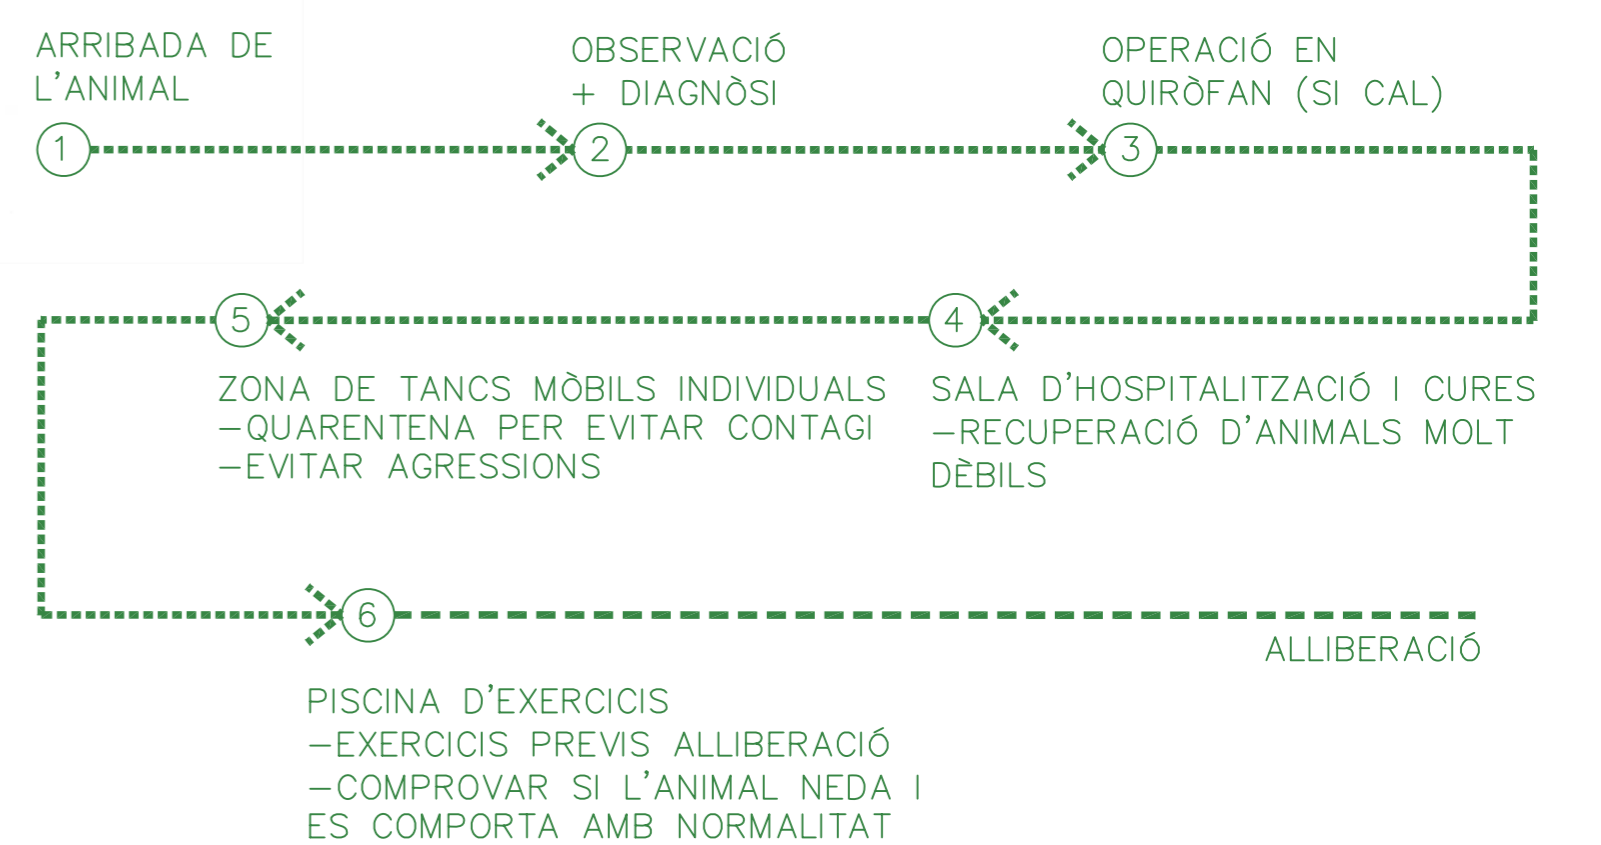 ARRIBADA DE
L'ANIMAL
1
OBSERVACIÓ
+ DIAGNÒSI
2
OPERACIÓ EN
QUIRÒFAN (SI CAL)
3
4
SALA D'HOSPITALITZACIÓ I CURES
-RECUPERACIÓ D'ANIMALS MOLT
DÈBILS
5
ZONA DE TANCS MÒBILS INDIVIDUALS
-QUARENTENA PER EVITAR CONTAGI
-EVITAR AGRESSIONS
6
PISCINA D'EXERCICIS
-EXERCICIS PREVIS ALLIBERACIÓ
-COMPROVAR SI L'ANIMAL NEDA I
ES COMPORTA AMB NORMALITAT
ALLIBERACIÓ